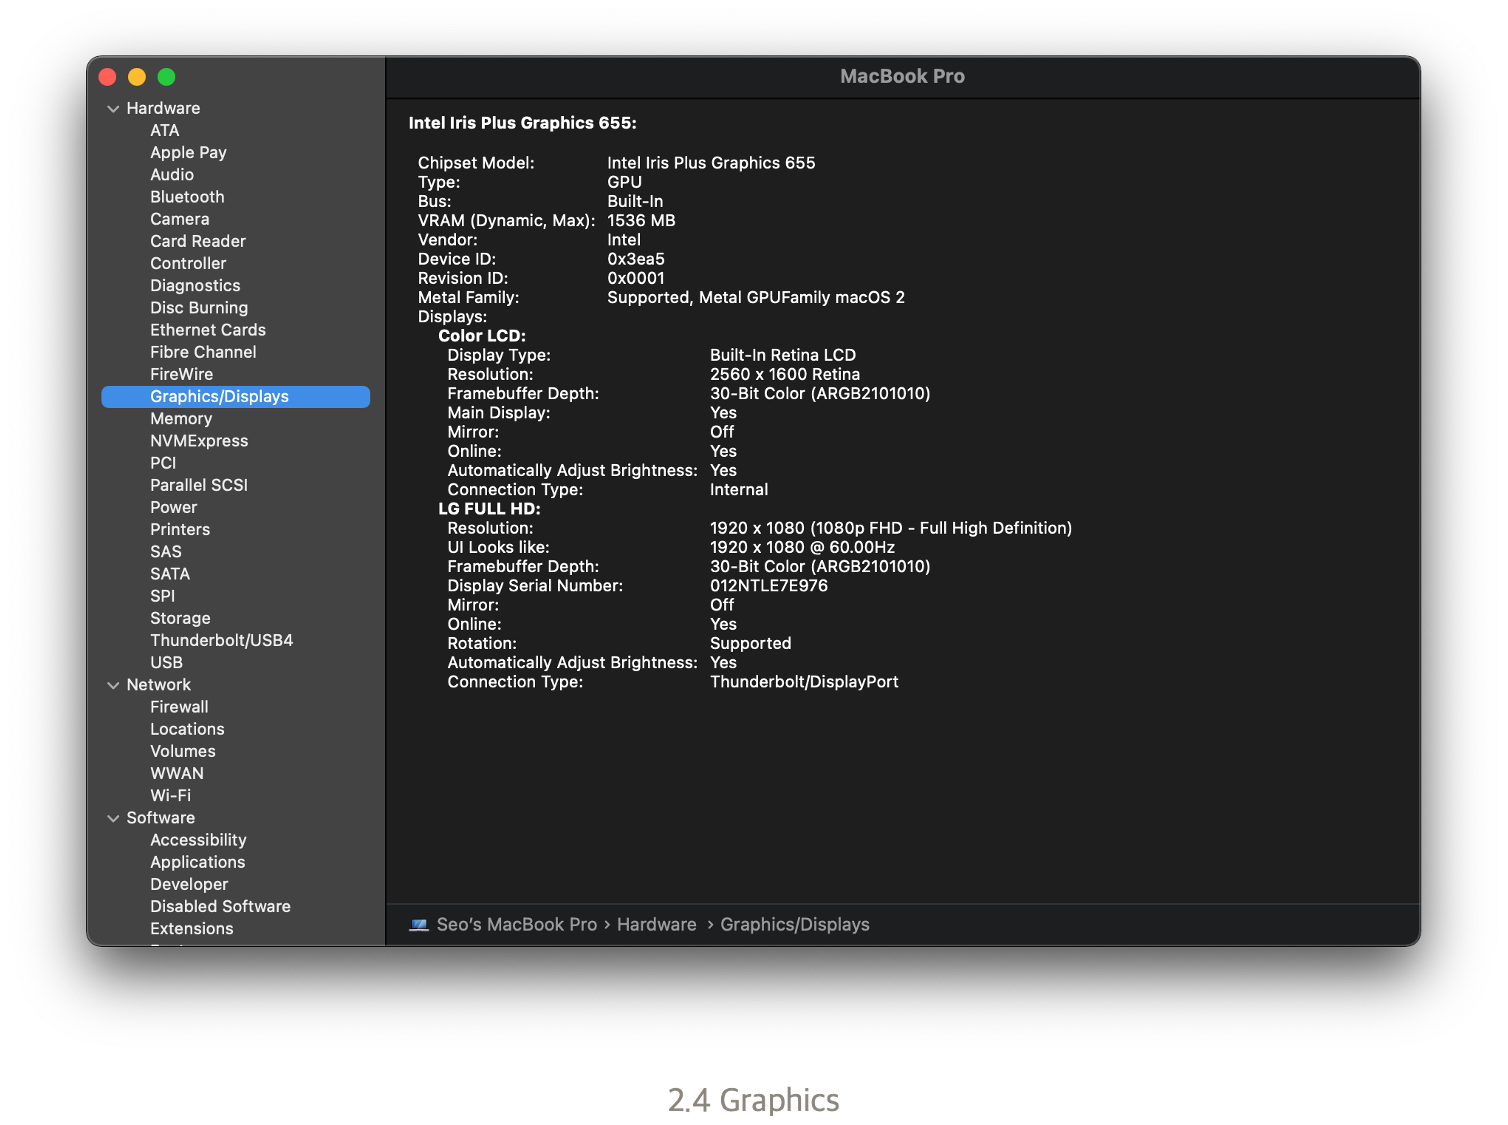 MacBook Pro
Hardware
ATA
Apple Pay
Audio
Bluetooth
Camera
Card Reader
Controller
Diagnostics
Disc Burning
Ethernet Cards
Fibre Channel
FireWire
Graphics/Displays
Memory
NVMExpress
PCI
Parallel SCSI
Power
Printers
SAS
SATA
SPI
Storage
Thunderbolt/USB4
USB
Network
Firewall
Locations
Volumes
WWAN
Wi-Fi
Software
Accessibility
Applications
Developer
Disabled Software
Extensions
Intel Iris Plus Graphics 655:
Chipset Model: Intel Iris Plus Graphics 655
Type: GPU
Bus: Built-In
VRAM (Dynamic, Max): 1536 MB
Vendor: Intel
Device ID: 0x3ea5
Revision ID: 0x0001
Metal Family: Supported, Metal GPUFamily macOS 2
Displays:
Color LCD:
Display Type: Built-In Retina LCD
Resolution: 2560 x 1600 Retina
Framebuffer Depth: 30-Bit Color (ARGB2101010)
Main Display: Yes
Mirror: Off
Online: Yes
Automatically Adjust Brightness: Yes
Connection Type: Internal
LG FULL HD:
Resolution: 1920 x 1080 (1080p FHD - Full High Definition)
UI Looks like: 1920 x 1080 @ 60.00Hz
Framebuffer Depth: 30-Bit Color (ARGB2101010)
Display Serial Number: 012NTLE7E976
Mirror: Off
Online: Yes
Rotation: Supported
Automatically Adjust Brightness: Yes
Connection Type: Thunderbolt/DisplayPort
Seo's MacBook Pro › Hardware › Graphics/Displays
2.4 Graphics